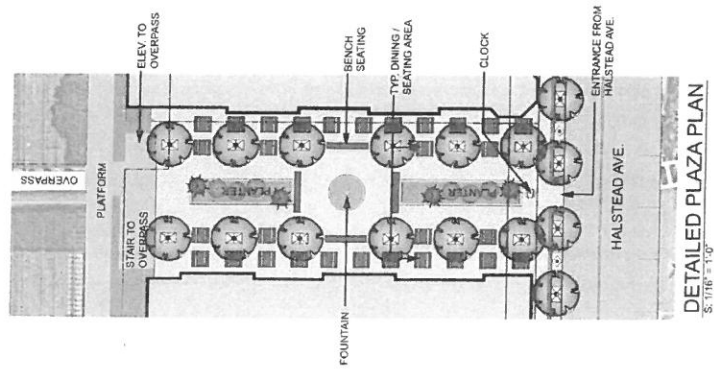 OVERPASS
PLATFORM
ELEV. TO
OVERPASS
STAIR TO
OVERPASS
BENCH
SEATING
PLANTER
TYP. DINING /
SEATING AREA
FOUNTAIN
PLANTER
CLOCK
ENTRANCE FROM
HALSTEAD AVE.
HALSTEAD AVE.
DETAILED PLAZA PLAN
S: 1/16" = 1'-0"